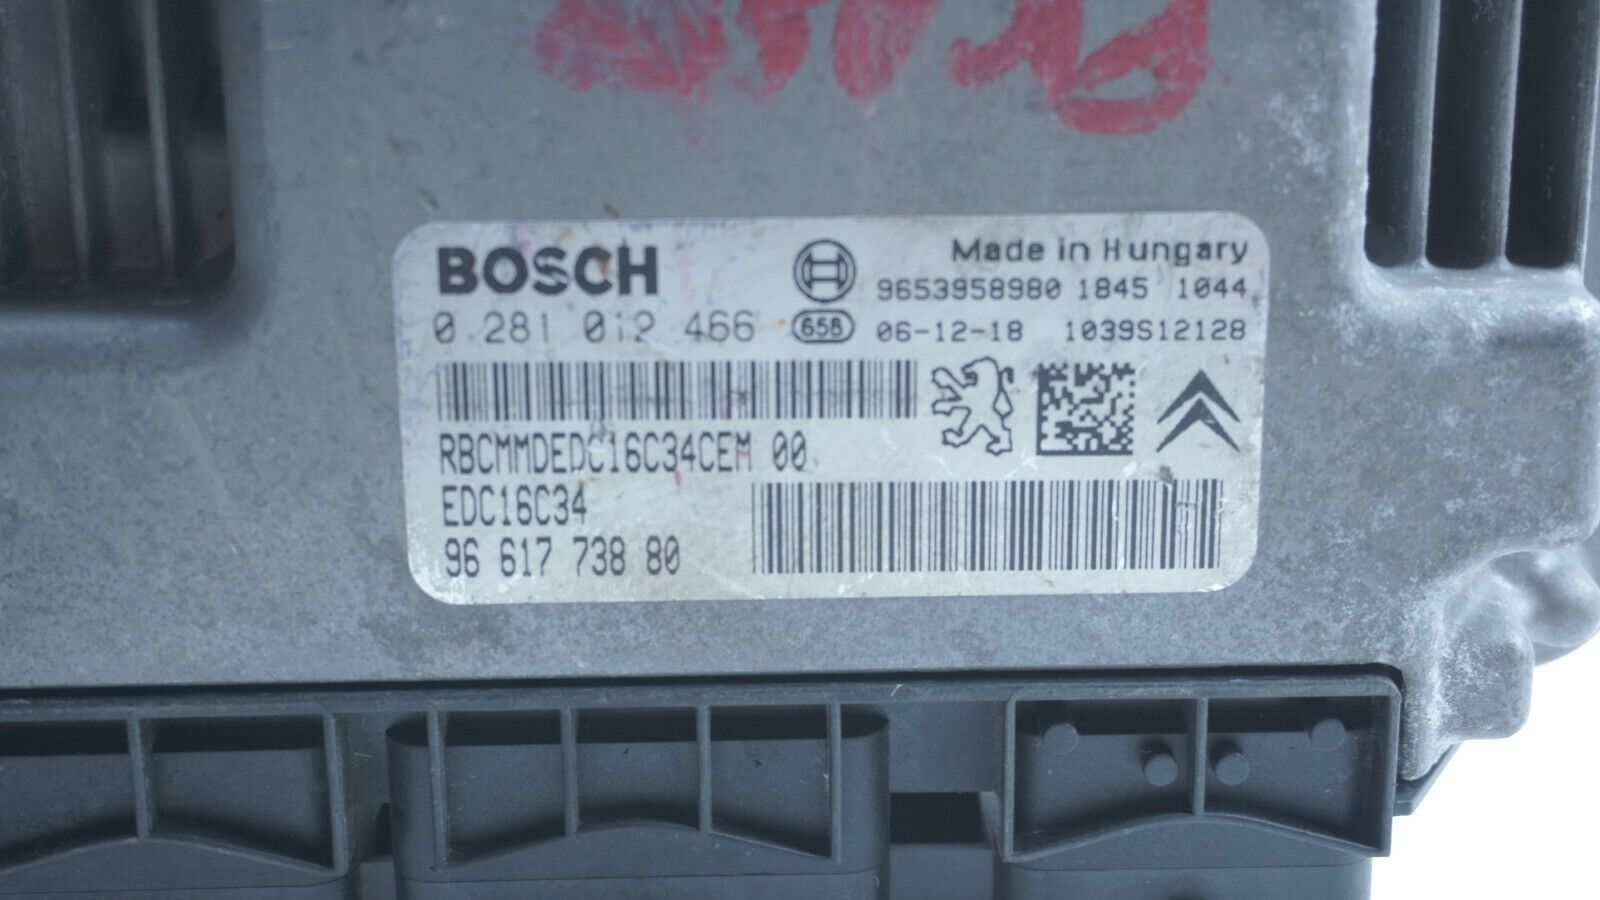 BOSCH
Made in Hungary
9653958980 1845 1044
0 281 012 466
658
06-12-18 1039S12128
RBCMMDEDC16C34CEM 00
EDC16C34
96 617 738 80